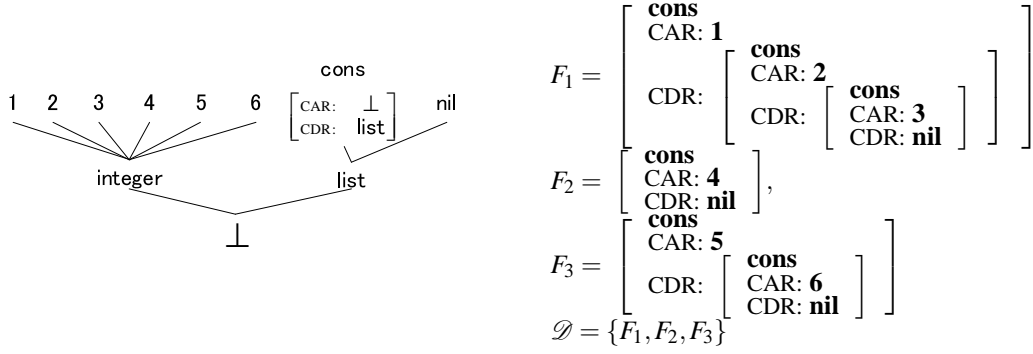 cons
1 2 3 4 5 6 CAR: ⊥ nil
CDR: list
integer list
⊥
cons
CAR: 1
cons
CAR: 2
F1 = CDR: cons
CDR: CAR: 3
CDR: nil
cons
F2 = CAR: 4 ,
CDR: nil
cons
CAR: 5
F3 = cons
CDR: CAR: 6
CDR: nil
𝒟 = {F1, F2, F3}